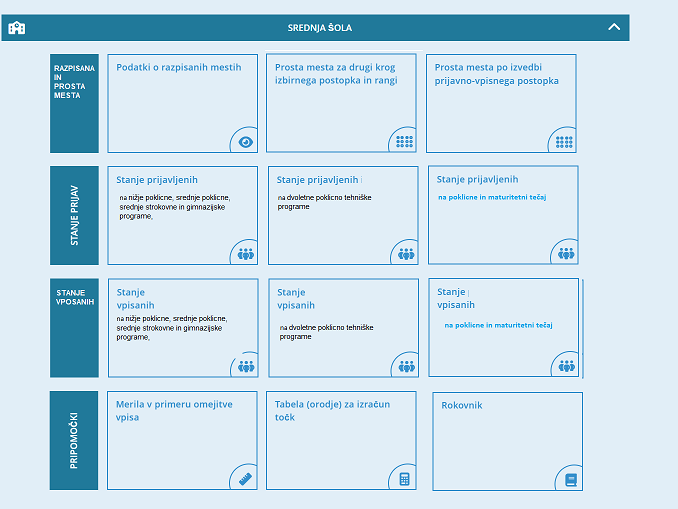 SREDNJA ŠOLA
RAZPISANA
IN
PROSTA
MESTA
Podatki o razpisanih mestih
Prosta mesta za drugi krog
izbirnega postopka in rangi
Prosta mesta po izvedbi
prijavno-vpisnega postopka
STANJE PRIJAV
Stanje prijavljenih
na nižje poklicne, srednje poklicne,
srednje strokovne in gimnazijske
programe,
Stanje prijavljenih
na dvoletne poklicno tehniške
programe
Stanje prijavljenih
na poklicne in maturitetni tečaj
STANJE
VPOSANIH
Stanje
vpisanih
na nižje poklicne, srednje poklicne,
srednje strokovne in gimnazijske
programe,
Stanje
vpisanih
na dvoletne poklicno tehniške
programe
Stanje
vpisanih
na poklicne in maturitetni tečaj
PRIPOMOČKI
Merila v primeru omejitve
vpisa
Tabela (orodje) za izračun
točk
Rokovnik